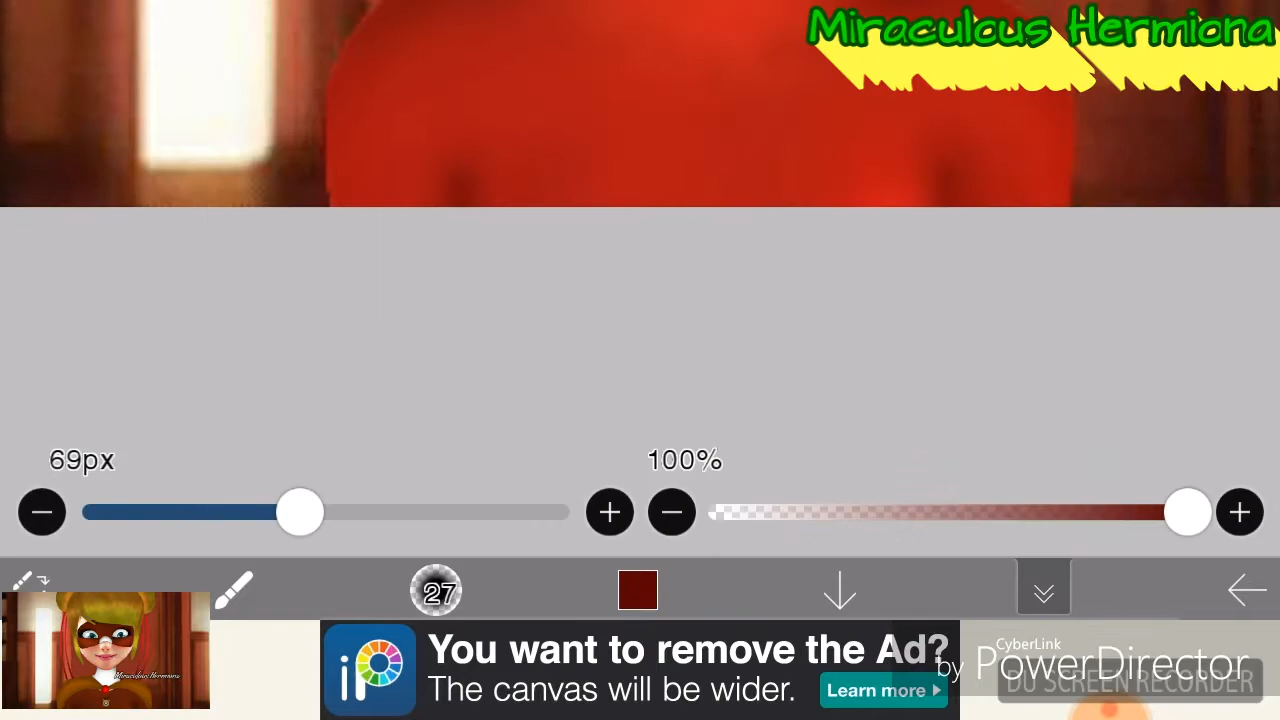 Miraculous Hermiona
69px
100%
27
iP
You want to remove the Ad?
The canvas will be wider.
Learn more
by
CyberLink
PowerDirector
DU SCREEN RECORDER